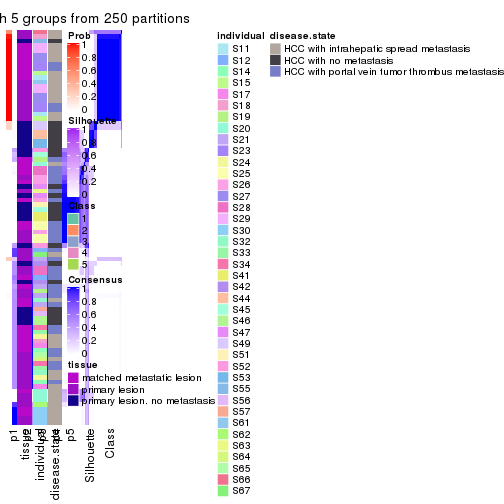 h 5 groups from 250 partitions
Prob
1
0.8
0.6
0.4
0.2
0
Silhouette
1
0.8
0.6
0.4
0.2
0
Class
1
2
3
4
5
Consensus
1
0.8
0.6
0.4
0.2
0
tissue
matched metastatic lesion
primary lesion
primary lesion. no metastasis
individual
S11
S12
S14
S15
S17
S18
S19
S20
S21
S23
S24
S25
S26
S27
S28
S29
S30
S32
S33
S34
S41
S42
S44
S45
S46
S47
S49
S51
S52
S53
S55
S56
S57
S61
S62
S63
S64
S65
S66
S67
disease.state
HCC with intrahepatic spread metastasis
HCC with no metastasis
HCC with portal vein tumor thrombus metastasis
p1
tissue
individual
disease.state
p5
Silhouette
Class